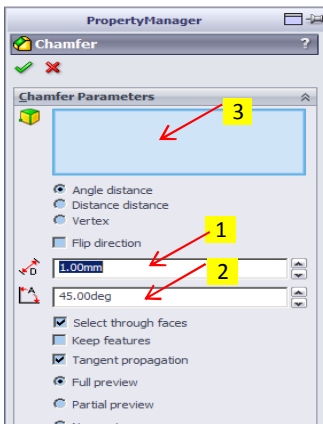 PropertyManager
Chamfer ?
Chamfer Parameters
3
Angle distance
Distance distance
Vertex
Flip direction
1
D 1.00mm
2
A 45.00deg
Select through faces
Keep features
Tangent propagation
Full preview
Partial preview